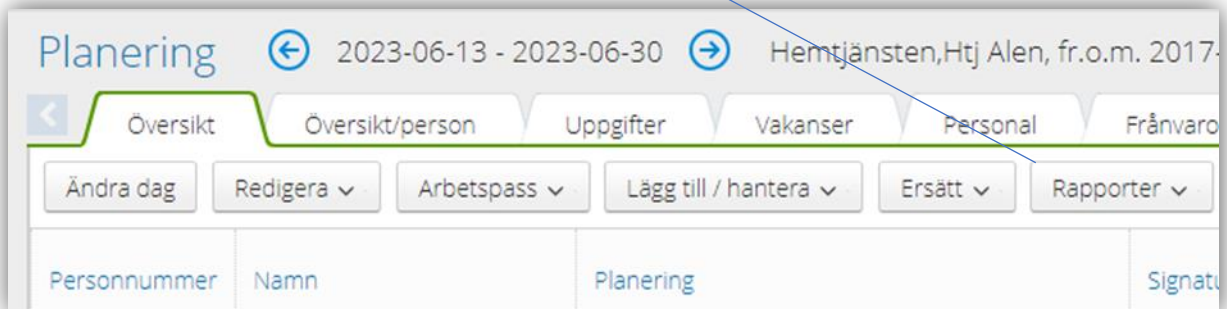 Planering 2023-06-13 - 2023-06-30 Hemtjänsten,Htj Alen, fr.o.m. 2017-
Översikt Översikt/person Uppgifter Vakanser Personal Frånvaro
Ändra dag Redigera Arbetspass Lägg till / hantera Ersätt Rapporter
Personnummer Namn Planering Signatu